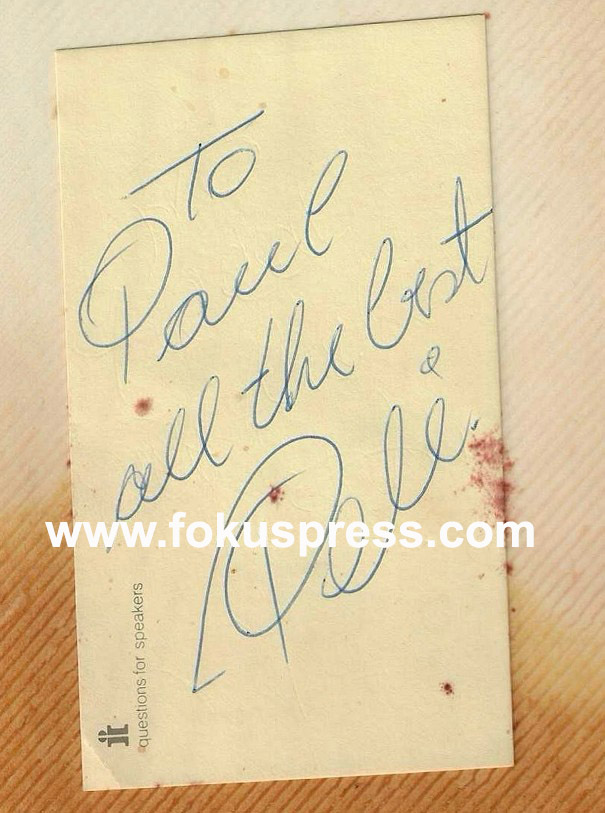 To
Paul
all the best
Pelé
www.fokuspress.com
questions for speakers